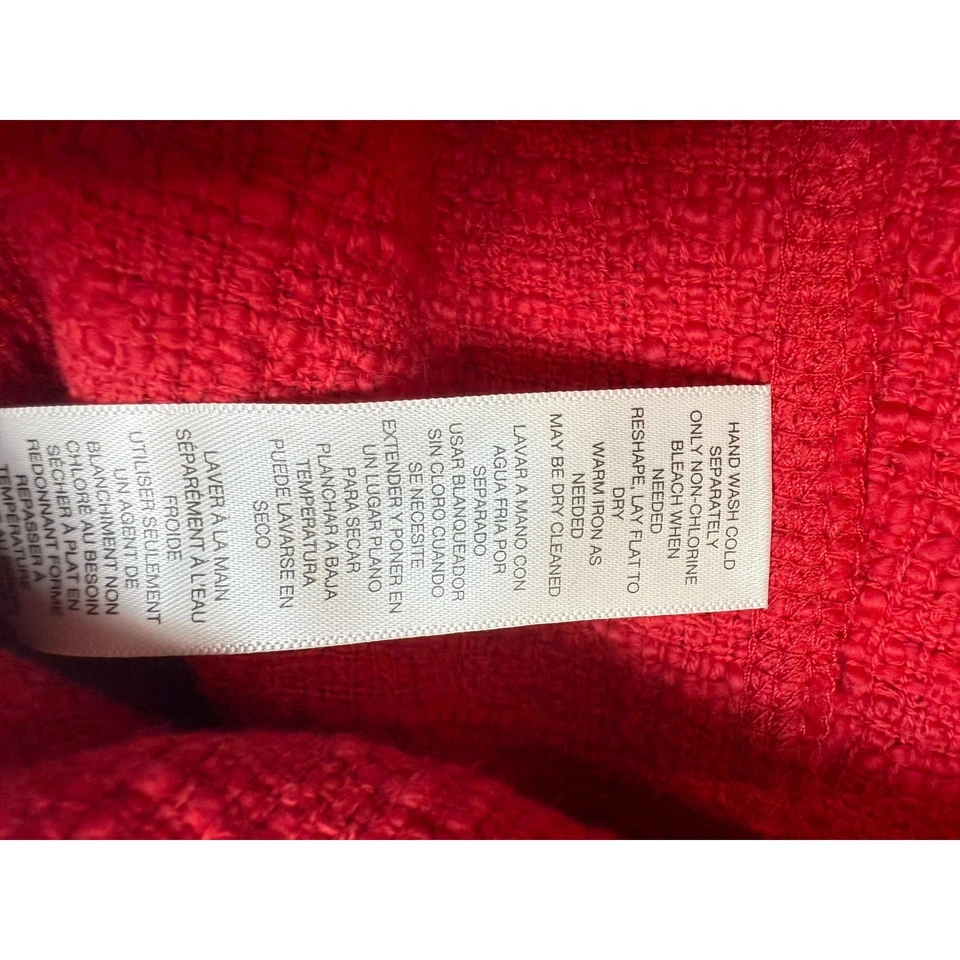 HAND WASH COLD
SEPARATELY
ONLY NON-CHLORINE
BLEACH WHEN
NEEDED
RESHAPE, LAY FLAT TO
DRY
WARM IRON AS
NEEDED
MAY BE DRY CLEANED
LAVAR A MANO CON
AGUA FRIA POR
SEPARADO
USAR BLANQUEADOR
SIN CLORO CUANDO
SE NECESITE
EXTENDER Y PONER EN
UN LUGAR PLANO
PARA SECAR
PLANCHAR A BAJA
TEMPERATURA
PUEDE LAVARSE EN
SECO
LAVER À LA MAIN
SÉPARÉMENT À L'EAU
FROIDE
UTILISER SEULEMENT
UN AGENT DE
BLANCHIMENT NON
CHLORÉ AU BESOIN
SÉCHER À PLAT EN
REDONNANT FORME
REPASSER À
TEMPÉRATURE